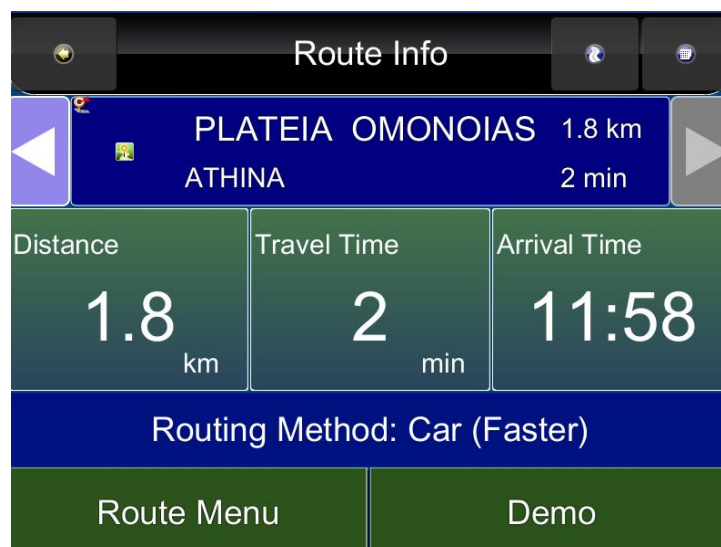 Route Info
PLATEIA OMONOIAS 1.8 km
ATHINA 2 min
Distance Travel Time Arrival Time
1.8 km 2 min 11:58
Routing Method: Car (Faster)
Route Menu Demo